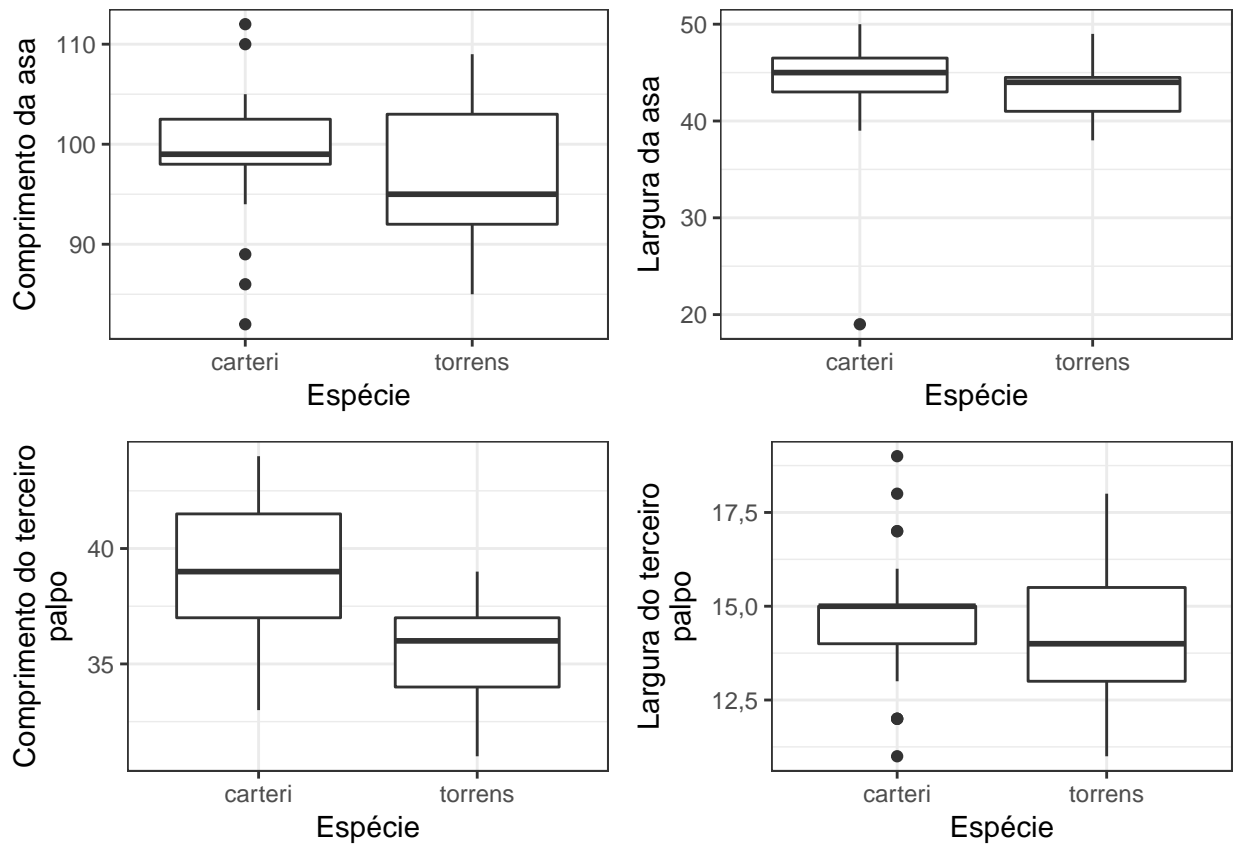 Comprimento da asa
110
100
90
carteri
torrens
Espécie
Largura da asa
50
40
30
20
carteri
torrens
Espécie
Comprimento do terceiro
palpo
40
35
carteri
torrens
Espécie
Largura do terceiro
palpo
17,5
15,0
12,5
carteri
torrens
Espécie